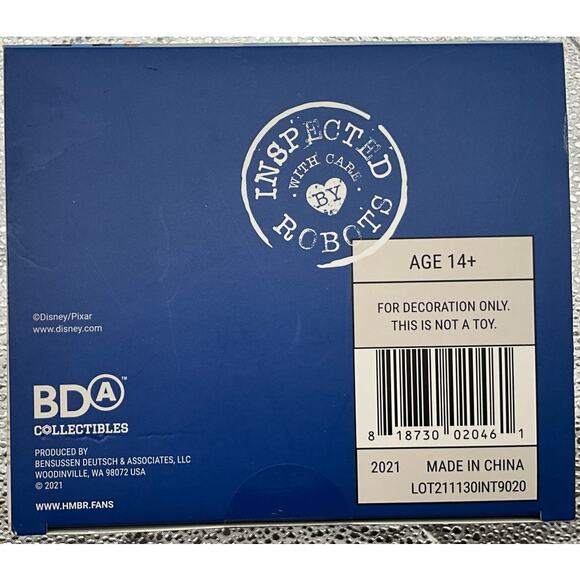 INSPECTED
· WITH CARE ·
BY
ROBOTS
AGE 14+
FOR DECORATION ONLY.
THIS IS NOT A TOY.
8 18730 02046 1
2021 MADE IN CHINA
LOT211130INT9020
©Disney/Pixar
www.disney.com
BDA™
COLLECTIBLES
PRODUCED BY
BENSUSSEN DEUTSCH & ASSOCIATES, LLC
WOODINVILLE, WA 98072 USA
© 2021
WWW.HMBR.FANS